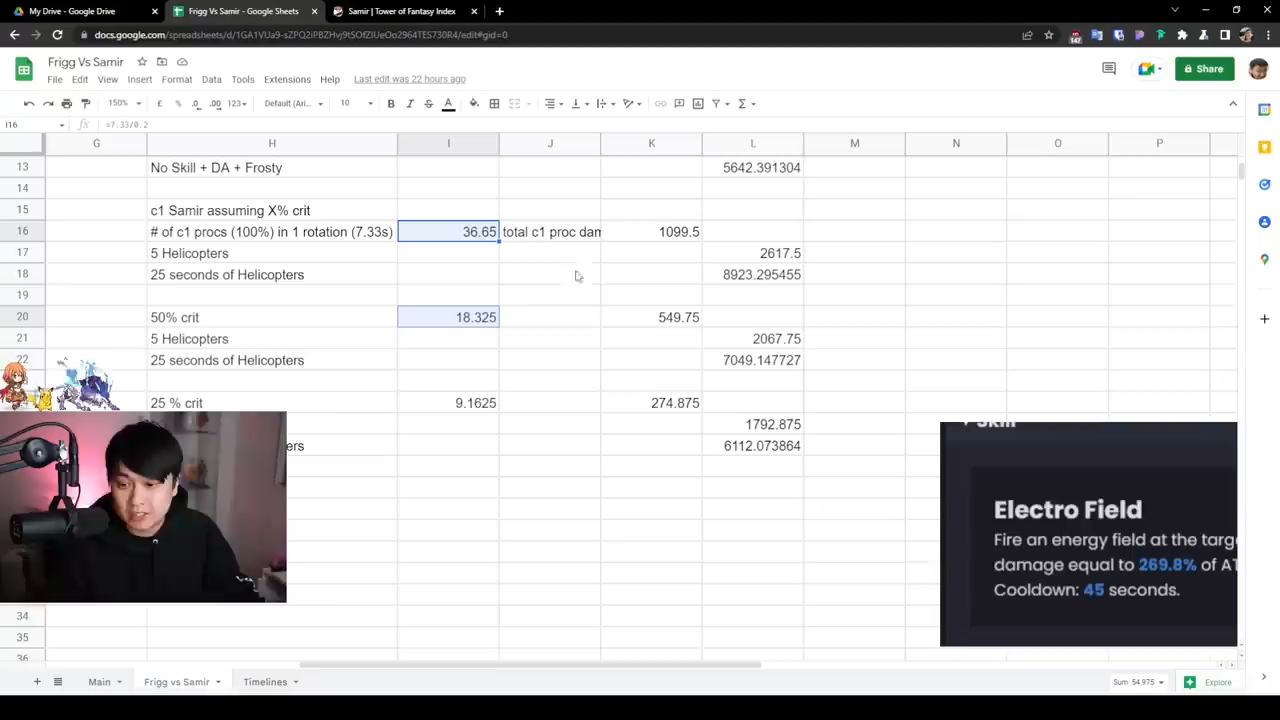 My Drive - Google Drive
Frigg Vs Samir - Google Sheets
Samir | Tower of Fantasy Index
docs.google.com/spreadsheets/d/1GA1VUa9-sZPQ2iPBZHvj9tSOfZIUeOo2964TES730R4/edit#gid=0
Frigg Vs Samir
File Edit View Insert Format Data Tools Extensions Help Last edit was 22 hours ago
Share
150% £ % .0 .00 123 Default (Ari... 10 B I S A
I16 fx =7.33/0.2
G H I J K L M N O P
13 No Skill + DA + Frosty 5642.391304
14
15 c1 Samir assuming X% crit
16 # of c1 procs (100%) in 1 rotation (7.33s) 36.65 total c1 proc dam 1099.5
17 5 Helicopters 2617.5
18 25 seconds of Helicopters 8923.295455
19
20 50% crit 18.325 549.75
21 5 Helicopters 2067.75
22 25 seconds of Helicopters 7049.147727
25 % crit 9.1625 274.875
1792.875
ers 6112.073864
34
35
36
Skill
Electro Field
Fire an energy field at the targ
damage equal to 269.8% of AT
Cooldown: 45 seconds.
Main Frigg vs Samir Timelines
Sum: 54.975 Explore